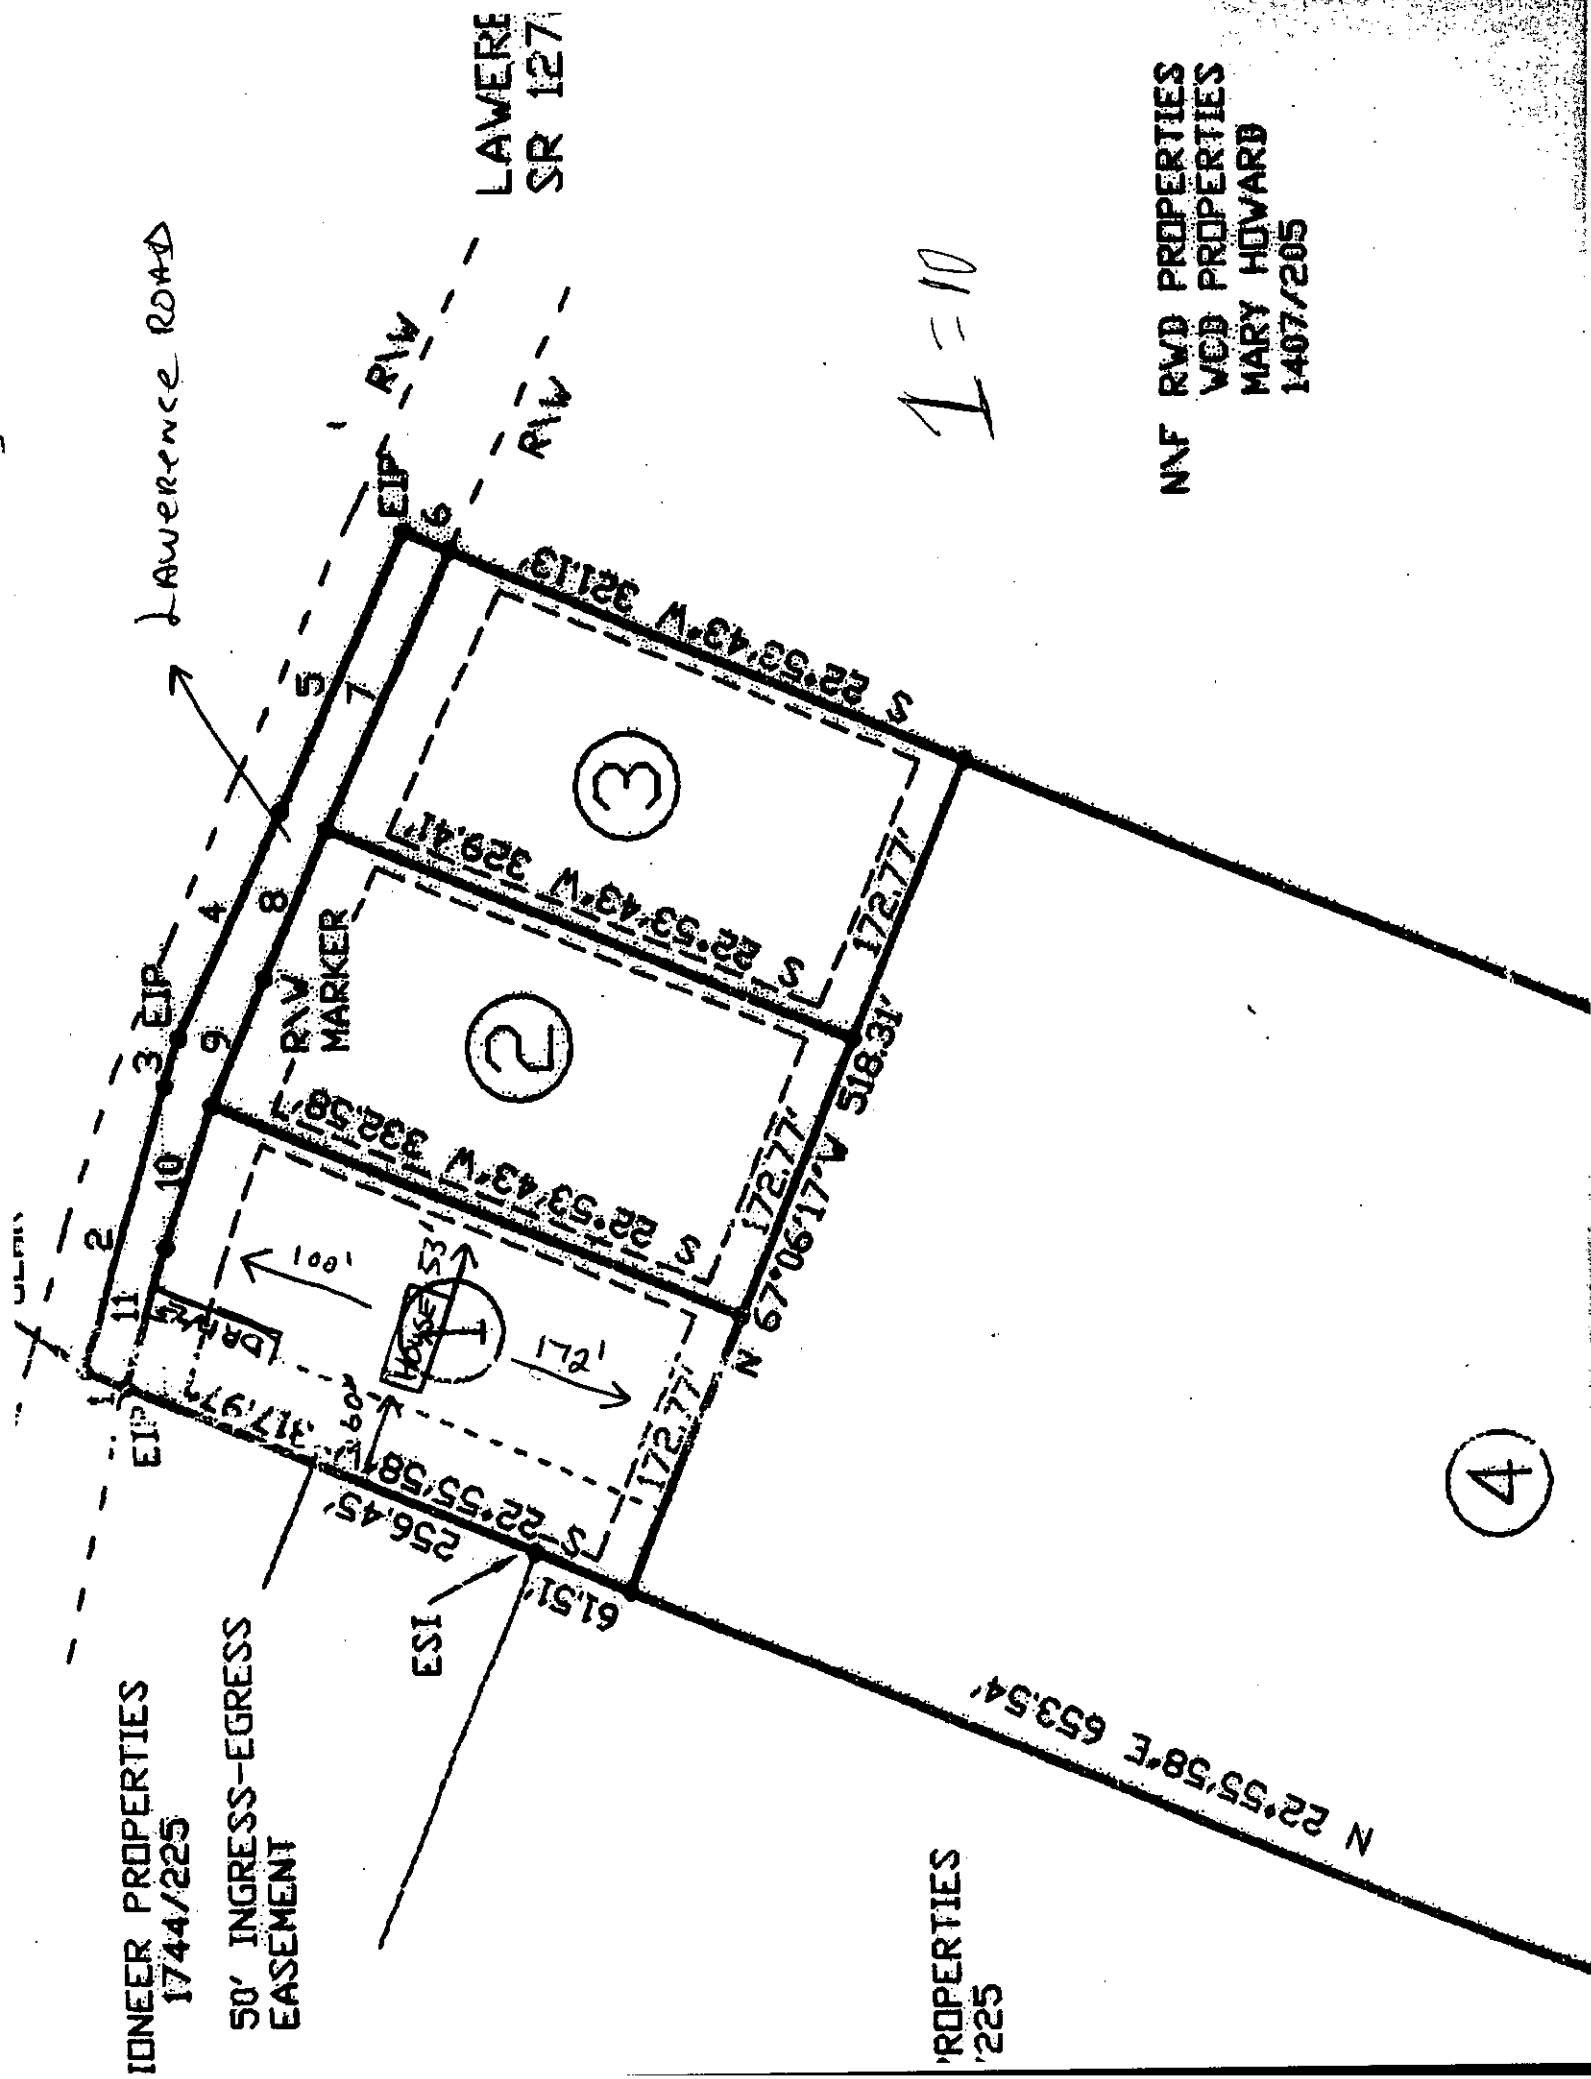 LAWERE
SR 127
LAWERENCE ROAD
R\W
R\W
1 = 10
N\F RWD PROPERTIES
WCD PROPERTIES
MARY HOWARD
1407/205
EIP
6
5
7
4
8
3
EIP
9
R\W
MARKER
2
10
11
1
EIP
S 22°53'43"W 321.13'
3
S 22°53'43"W 329.41'
172.77'
2
S 22°53'43"W 332.58'
172.77'
N 67°06'17"W 518.31'
100'
53'
HOUSE
1
DRIVE
60'
172'
172.77'
S 22°55'58"W 317.97'
256.45'
ESI
61.51'
IONEER PROPERTIES
1744/225
50' INGRESS-EGRESS
EASEMENT
N 22°55'58"E 653.54'
4
ROPERTIES
225